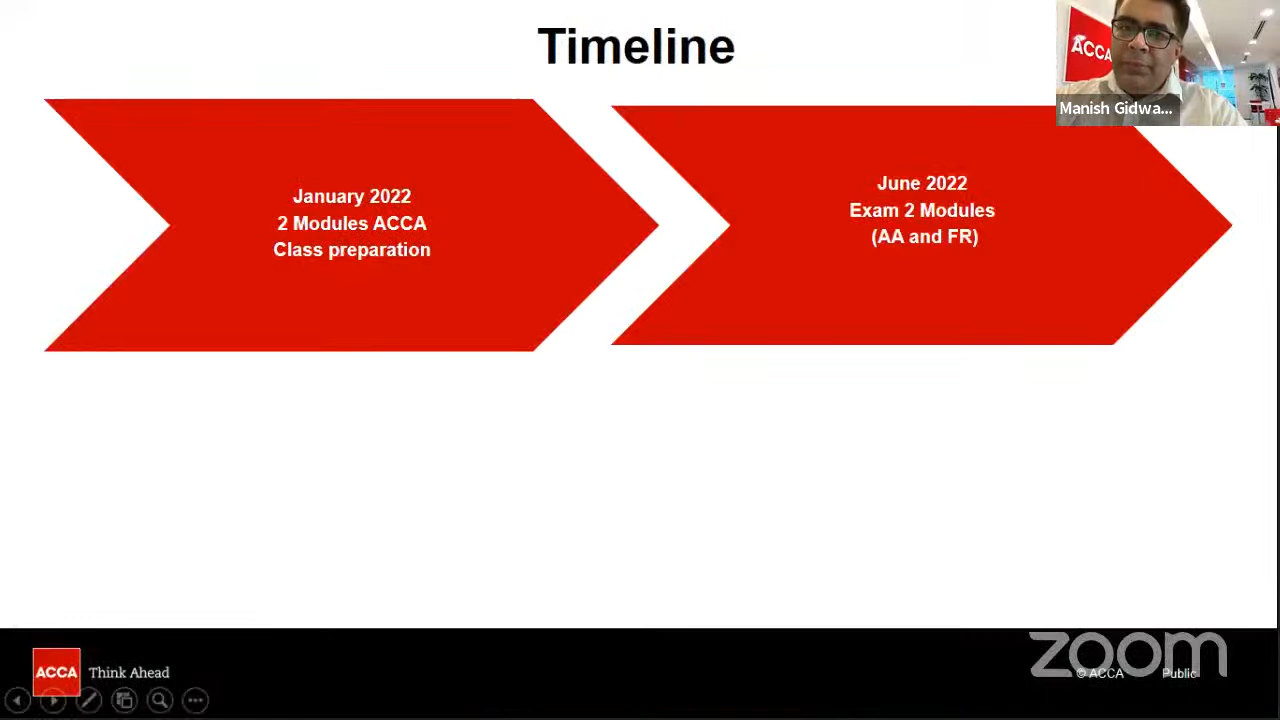 Timeline
ACCA
Manish Gidwa...
January 2022
2 Modules ACCA
Class preparation
June 2022
Exam 2 Modules
(AA and FR)
ACCA
Think Ahead
zoom
© ACCA
Public